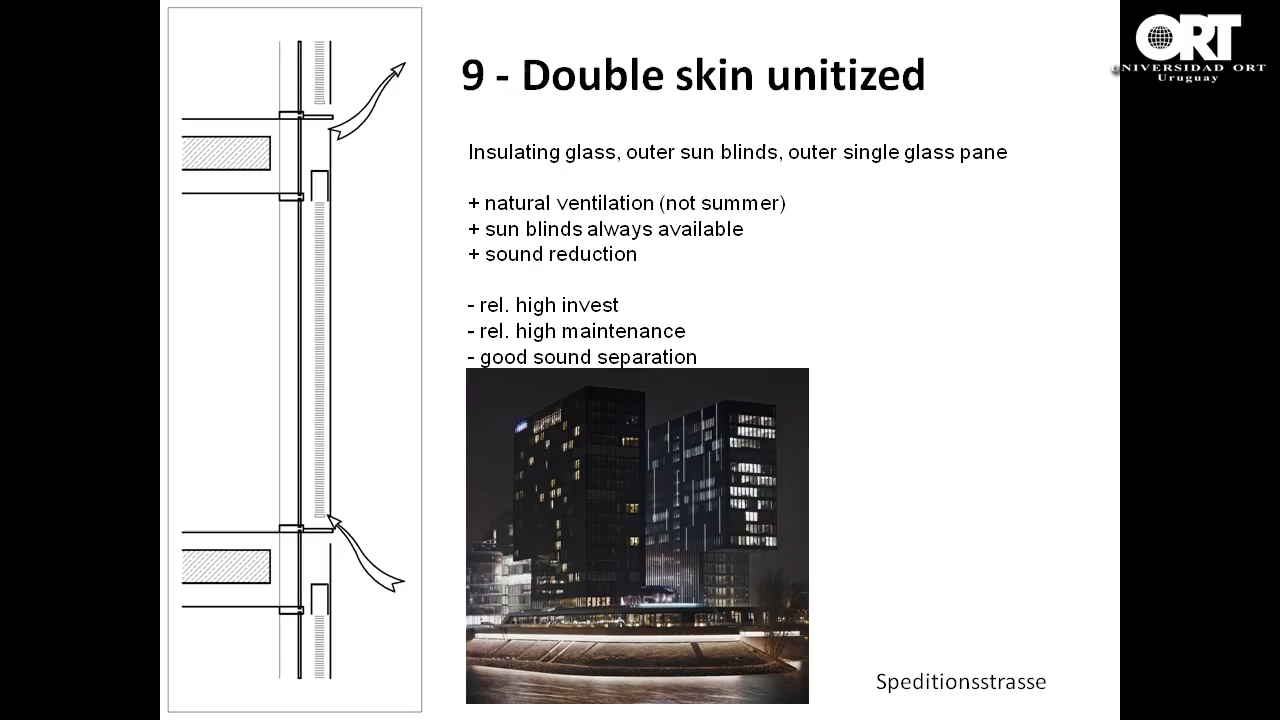 9 - Double skin unitized
Insulating glass, outer sun blinds, outer single glass pane
+ natural ventilation (not summer)
+ sun blinds always available
+ sound reduction
- rel. high invest
- rel. high maintenance
- good sound separation
Speditionsstrasse
ORT
UNIVERSIDAD ORT
Uruguay